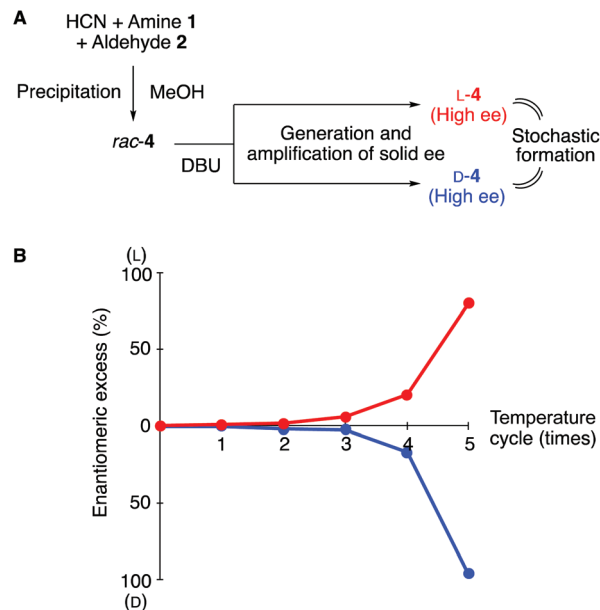 A
HCN + Amine 1
+ Aldehyde 2
Precipitation
MeOH
rac-4
DBU
Generation and
amplification of solid ee
L-4
(High ee)
D-4
(High ee)
Stochastic
formation
B
(L)
100
50
0
50
100
(D)
Enantiomeric excess (%)
1 2 3 4 5
Temperature
cycle (times)